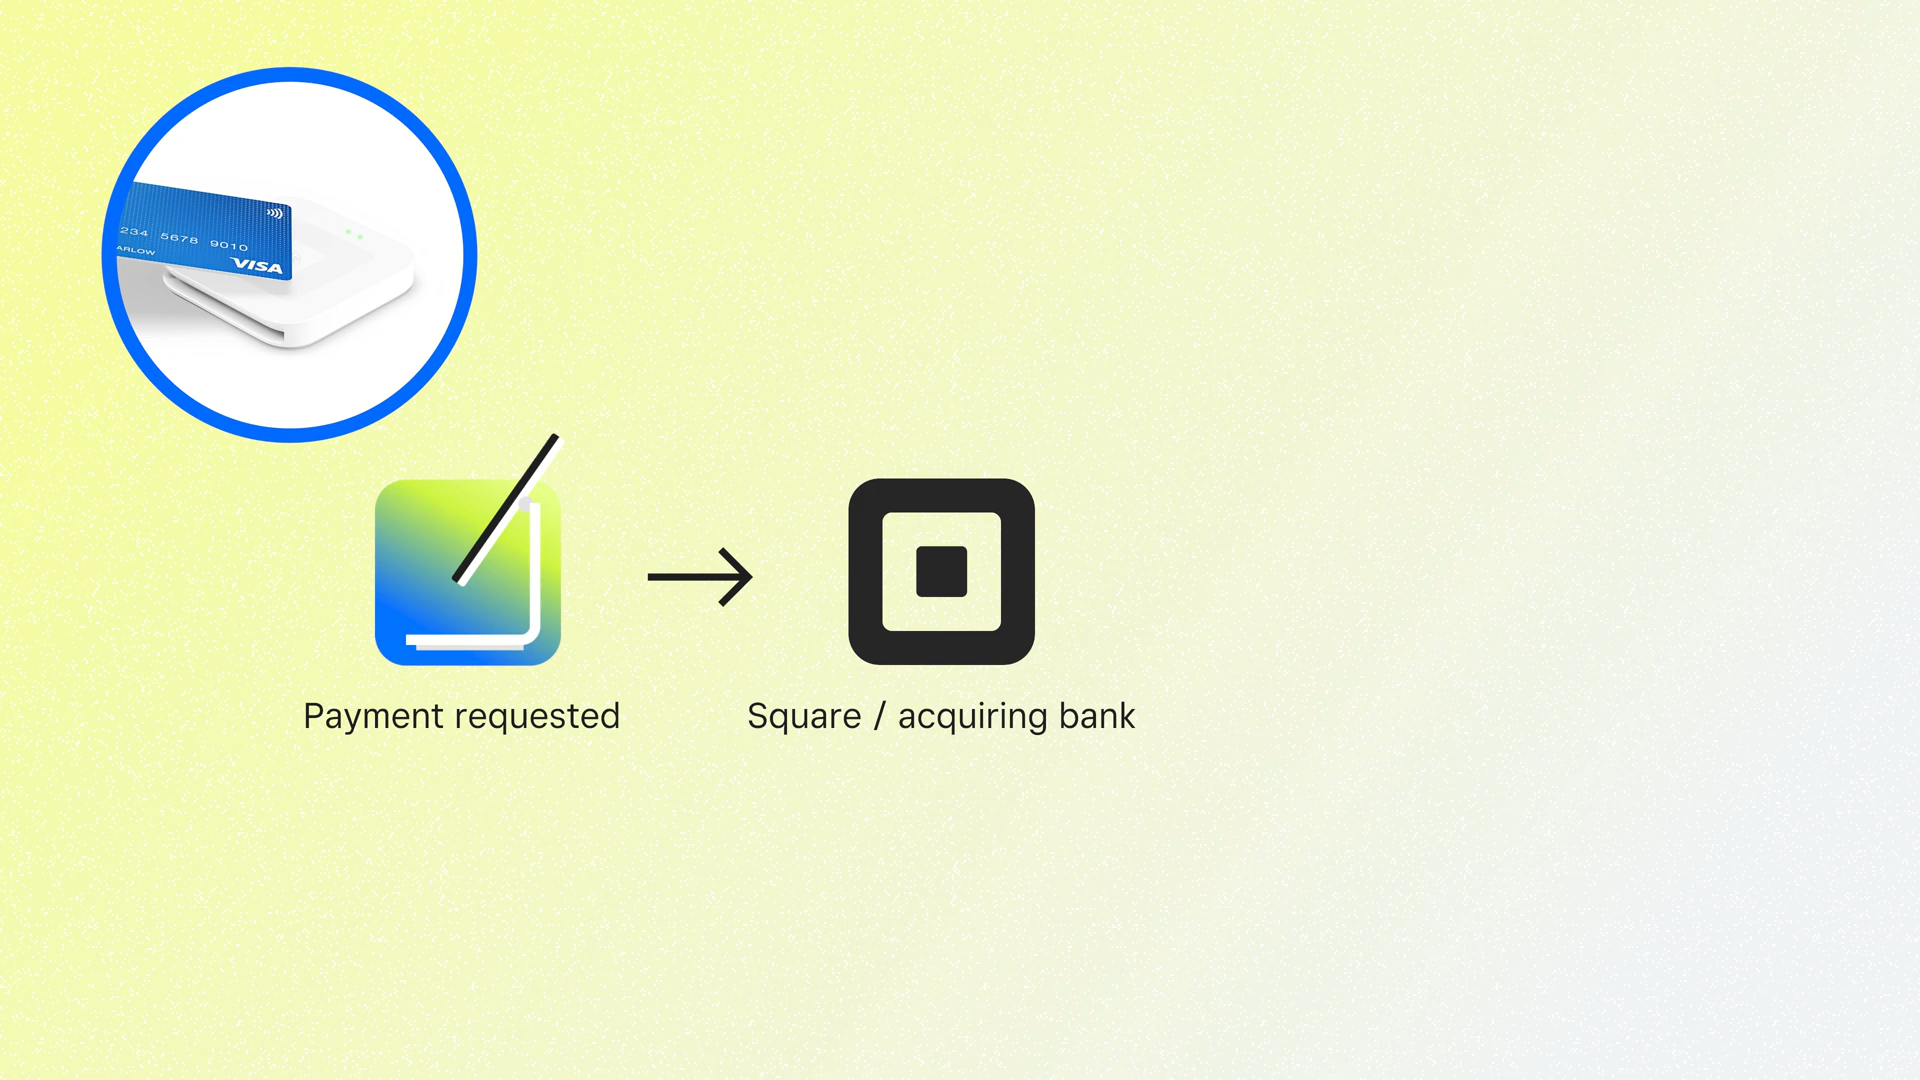 234 5678 9010
ARLOW
VISA
Payment requested
Square / acquiring bank